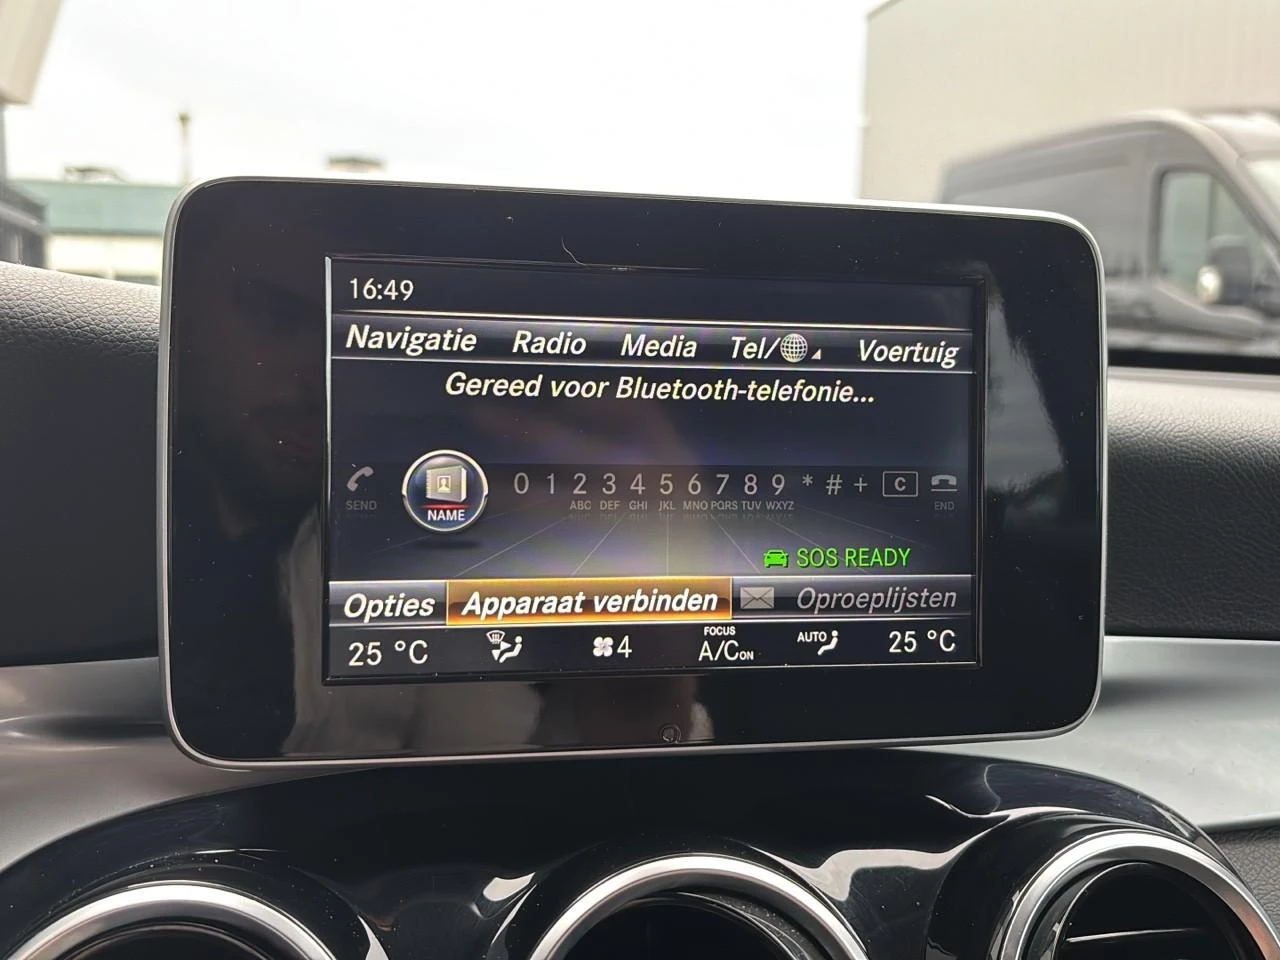 16:49
Navigatie Radio Media Tel/ Voertuig
Gereed voor Bluetooth-telefonie...
SEND NAME 0 1 2 3 4 5 6 7 8 9 * # + C END
ABC DEF GHI JKL MNO PQRS TUV WXYZ
SOS READY
Opties Apparaat verbinden Oproeplijsten
25 °C 4 FOCUS A/C ON AUTO 25 °C